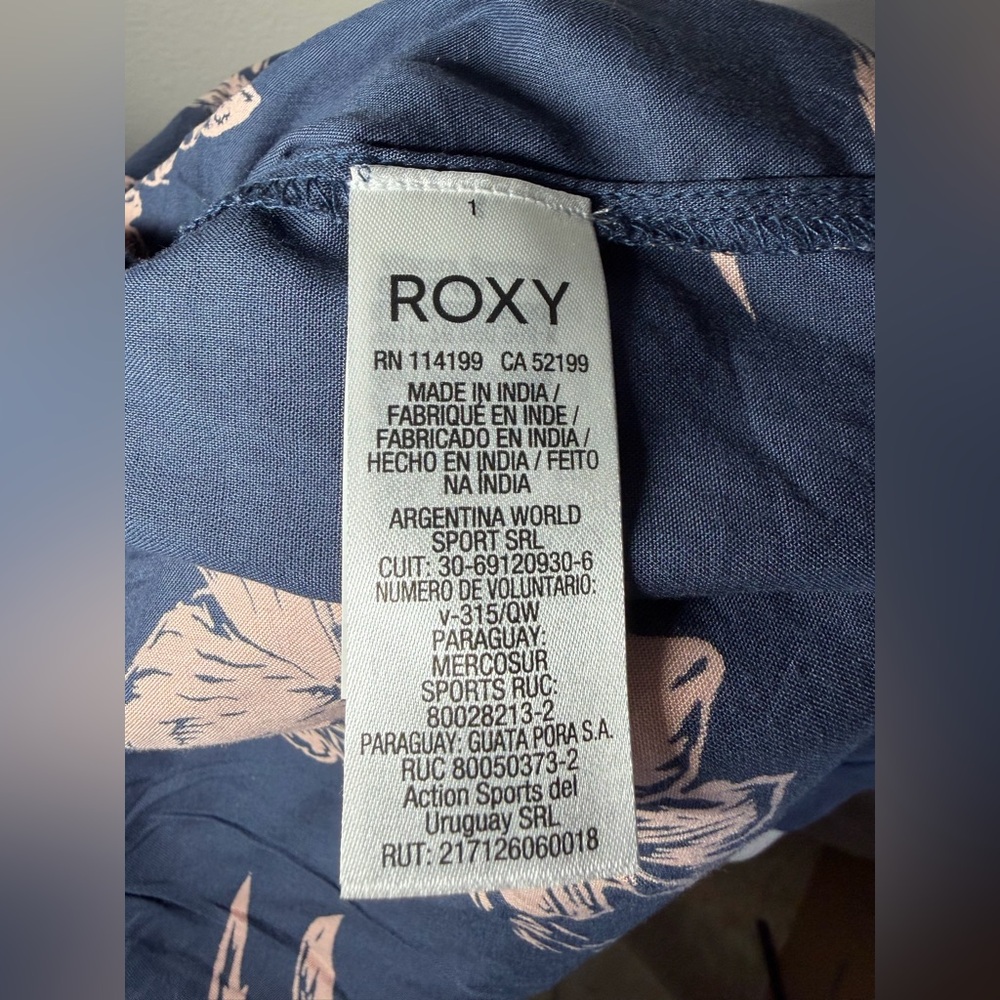 1
ROXY
RN 114199 CA 52199
MADE IN INDIA /
FABRIQUÉ EN INDE /
FABRICADO EN INDIA /
HECHO EN INDIA / FEITO
NA ÍNDIA
ARGENTINA WORLD
SPORT SRL
CUIT: 30-69120930-6
NUMERO DE VOLUNTARIO:
v-315/QW
PARAGUAY:
MERCOSUR
SPORTS RUC:
80028213-2
PARAGUAY: GUATA PORA S.A.
RUC 80050373-2
Action Sports del
Uruguay SRL
RUT: 217126060018